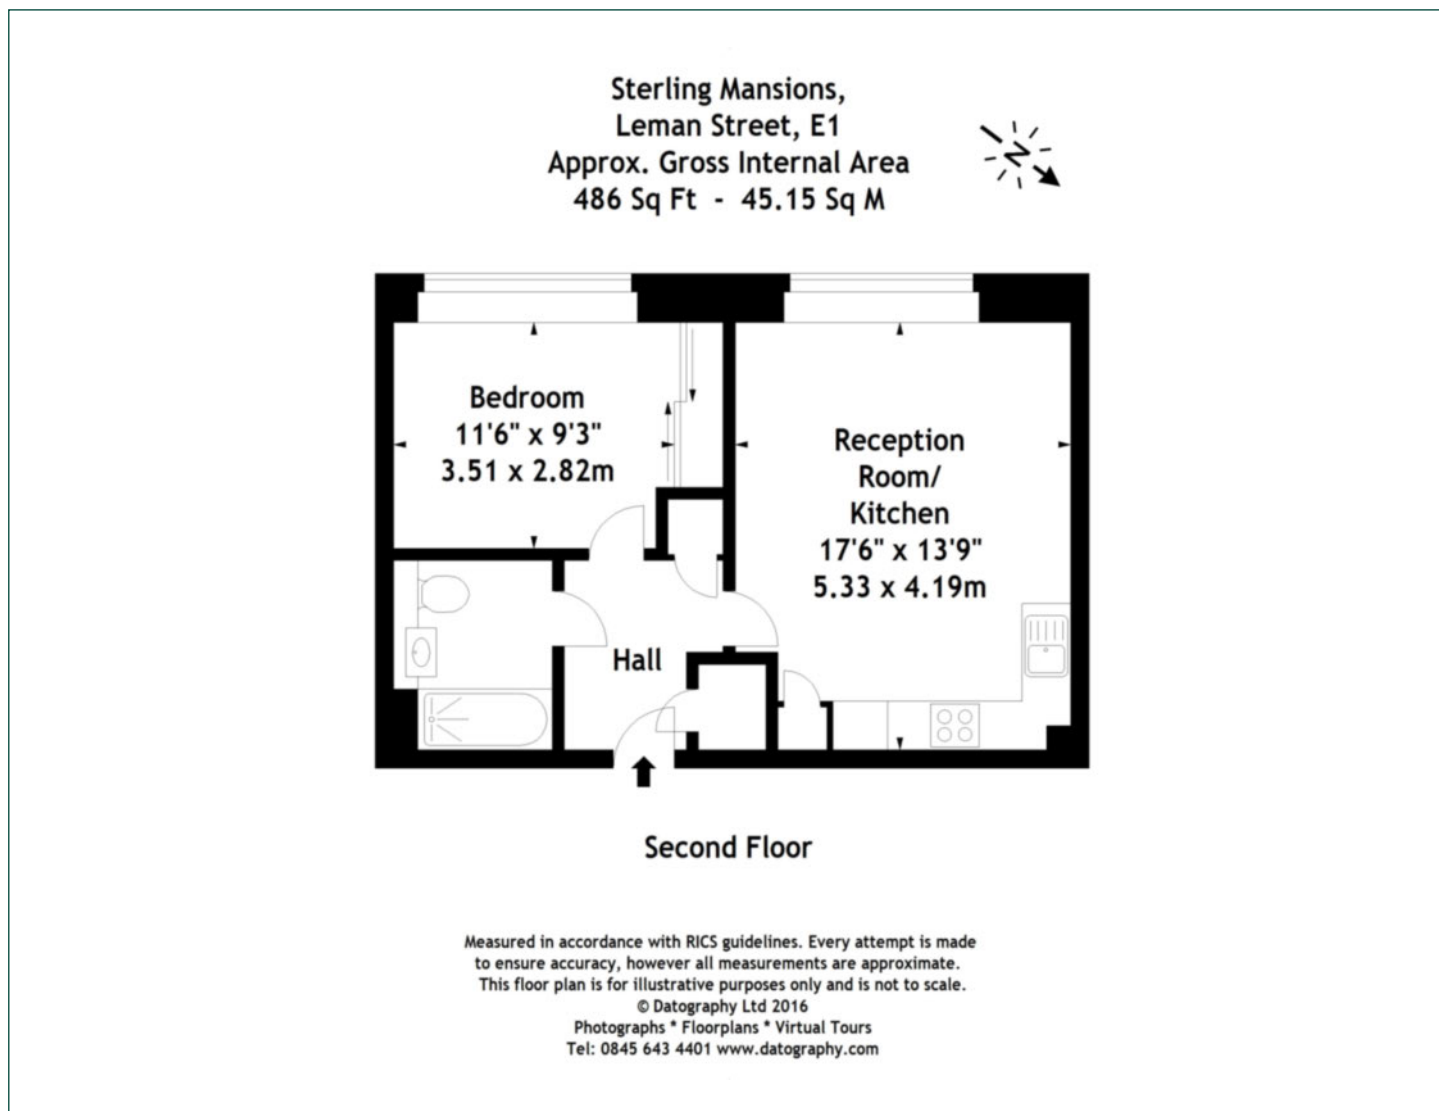 Sterling Mansions,
Leman Street, E1
Approx. Gross Internal Area
486 Sq Ft - 45.15 Sq M
N
Bedroom
11'6" x 9'3"
3.51 x 2.82m
Reception
Room/
Kitchen
17'6" x 13'9"
5.33 x 4.19m
Hall
Second Floor
Measured in accordance with RICS guidelines. Every attempt is made
to ensure accuracy, however all measurements are approximate.
This floor plan is for illustrative purposes only and is not to scale.
© Datography Ltd 2016
Photographs * Floorplans * Virtual Tours
Tel: 0845 643 4401 www.datography.com